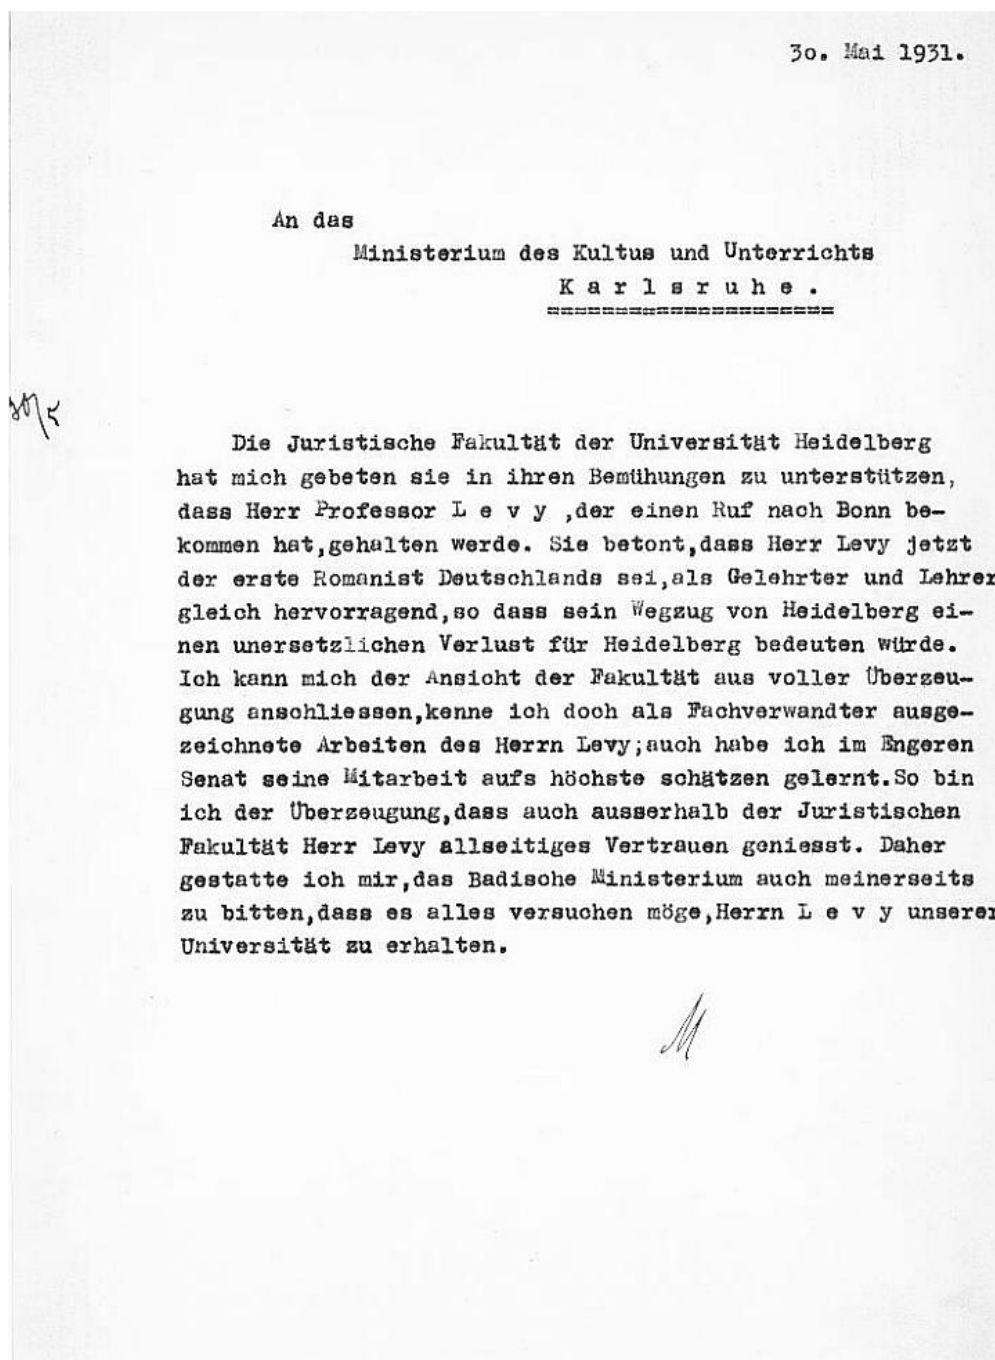 3o. Mai 1931.
An das
Ministerium des Kultus und Unterrichts
K a r l s r u h e .
=====================
30/5
Die Juristische Fakultät der Universität Heidelberg
hat mich gebeten sie in ihren Bemühungen zu unterstützen,
dass Herr Professor L e v y ,der einen Ruf nach Bonn be-
kommen hat,gehalten werde. Sie betont,dass Herr Levy jetzt
der erste Romanist Deutschlands sei,als Gelehrter und Lehrer
gleich hervorragend,so dass sein Wegzug von Heidelberg ei-
nen unersetzlichen Verlust für Heidelberg bedeuten würde.
Ich kann mich der Ansicht der Fakultät aus voller Überzeu-
gung anschliessen,kenne ich doch als Fachverwandter ausge-
zeichnete Arbeiten des Herrn Levy;auch habe ich im Engeren
Senat seine Mitarbeit aufs höchste schätzen gelernt.So bin
ich der Überzeugung,dass auch ausserhalb der Juristischen
Fakultät Herr Levy allseitiges Vertrauen geniesst. Daher
gestatte ich mir,das Badische Ministerium auch meinerseits
zu bitten,dass es alles versuchen möge,Herrn L e v y unserer
Universität zu erhalten.
M